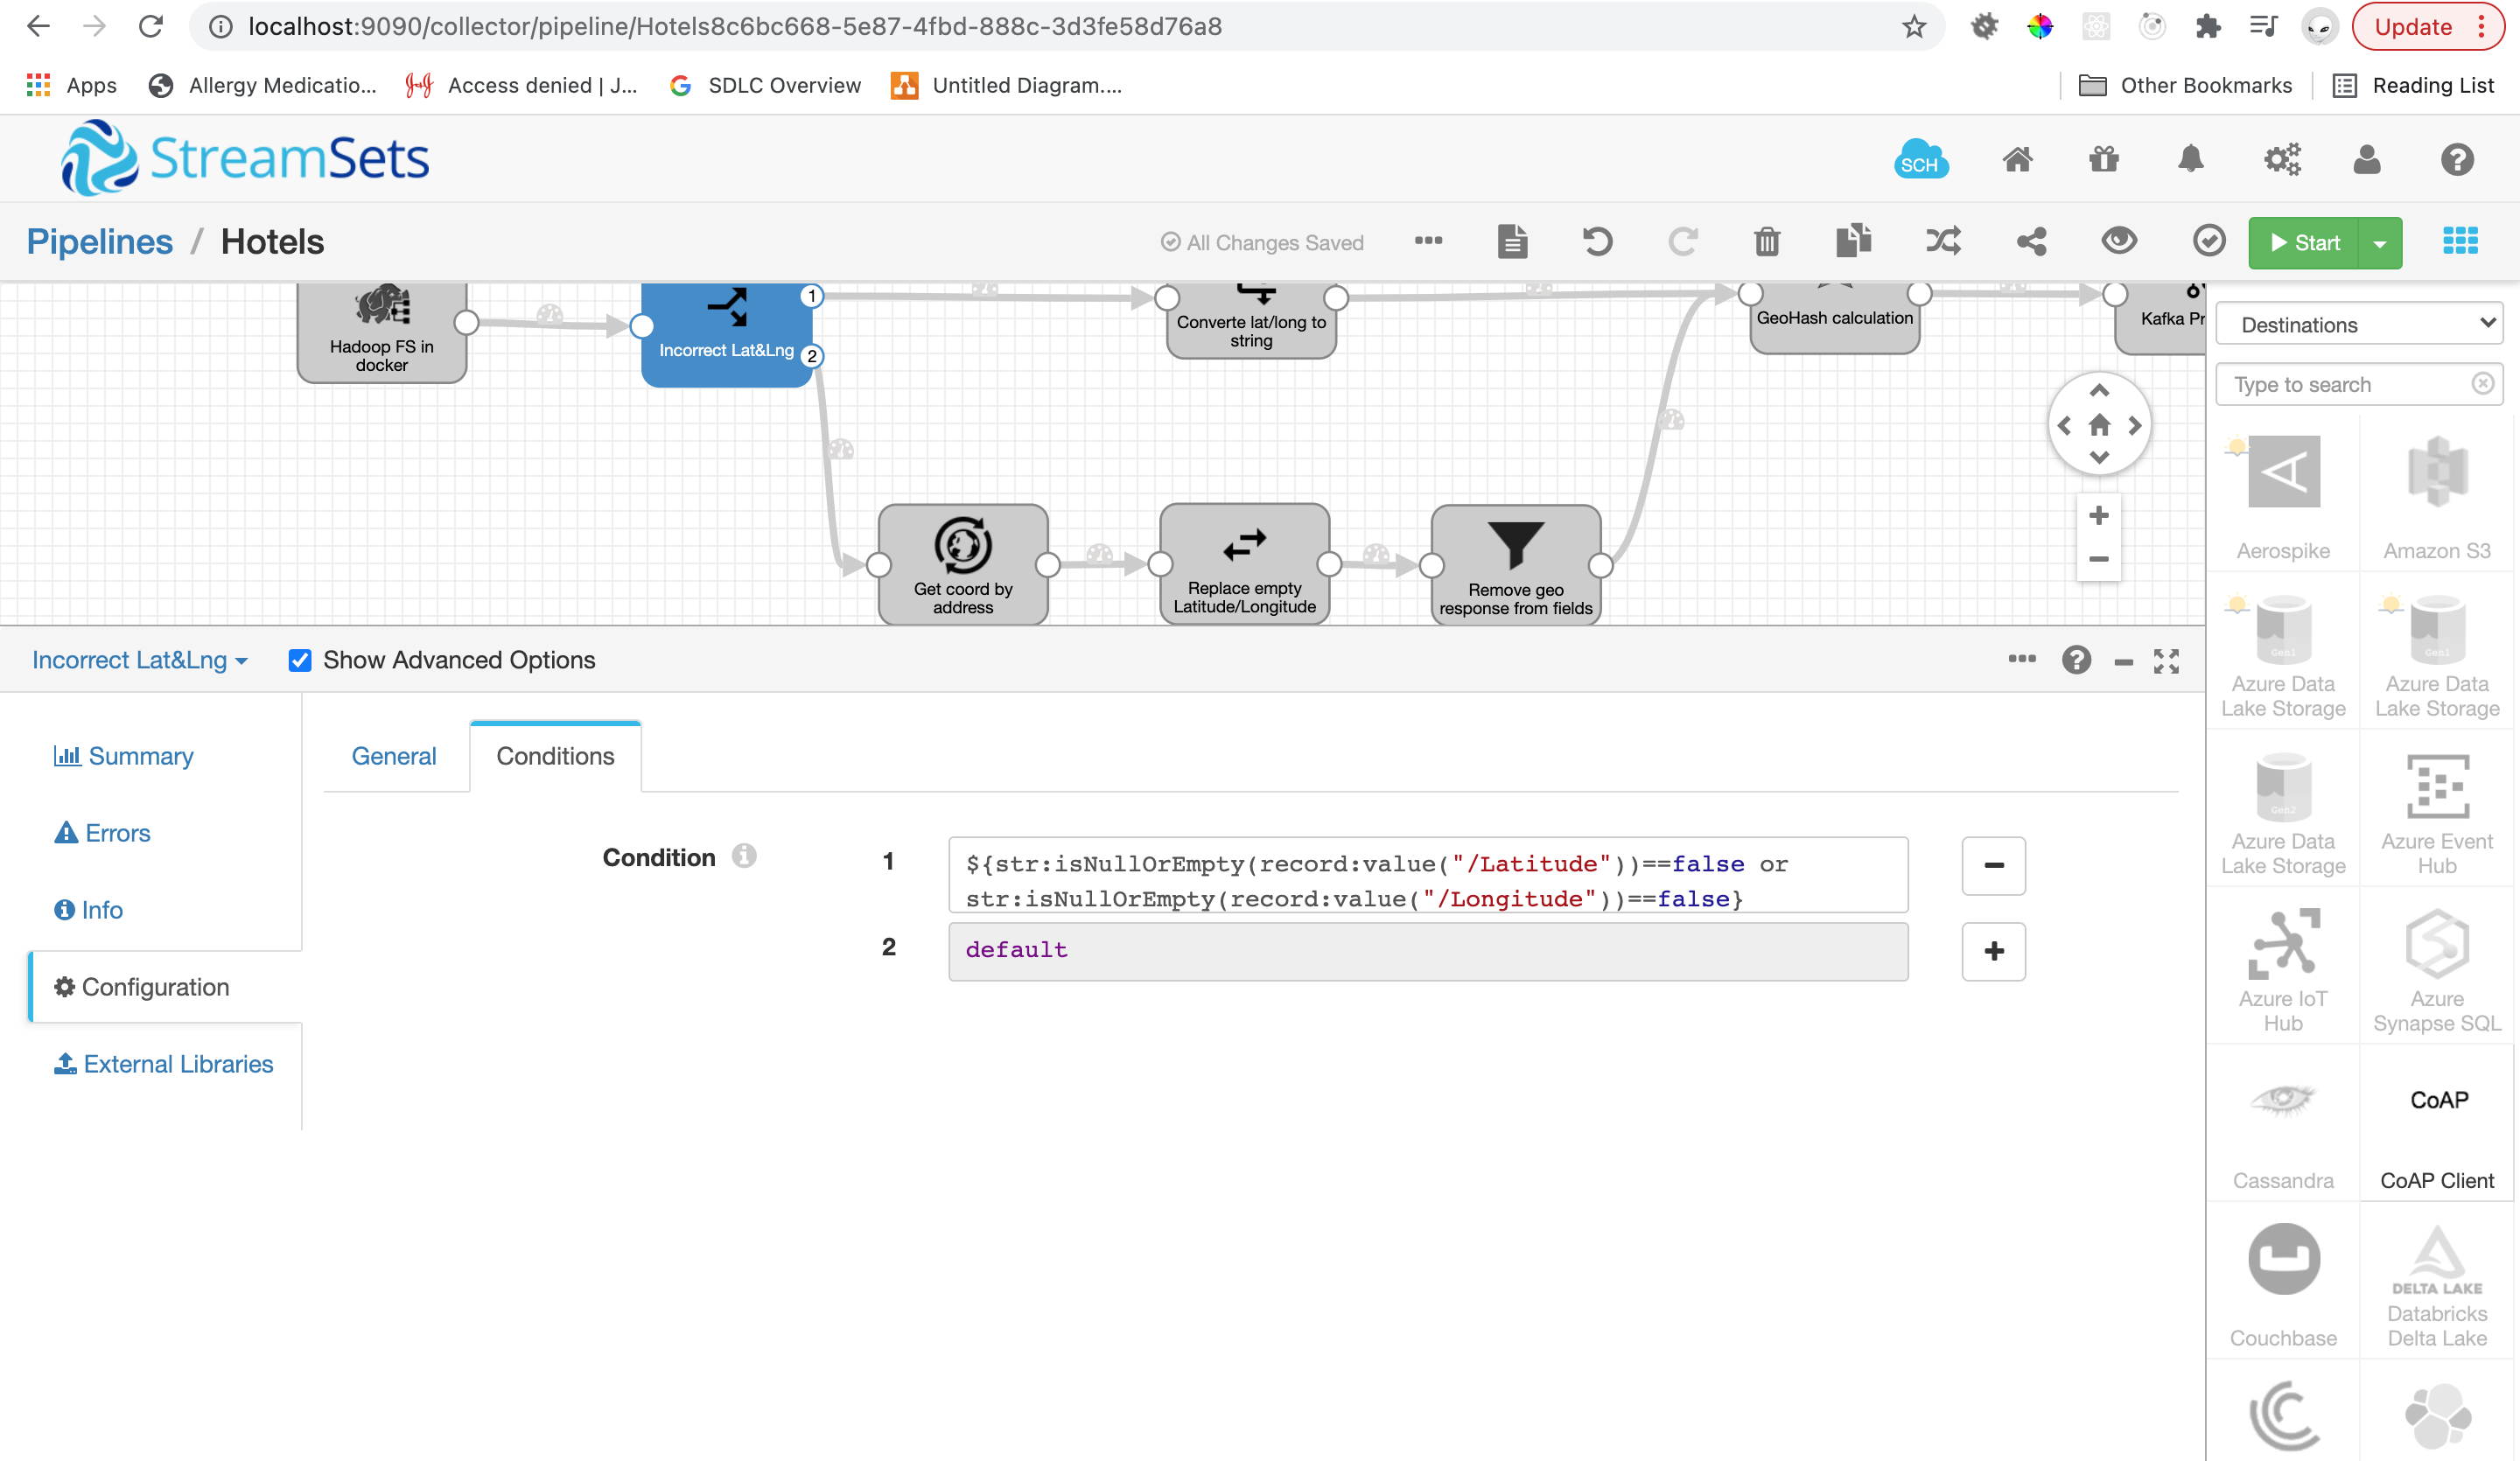 localhost:9090/collector/pipeline/Hotels8c6bc668-5e87-4fbd-888c-3d3fe58d76a8
Update
Apps
Allergy Medicatio...
Access denied | J...
SDLC Overview
Untitled Diagram....
Other Bookmarks
Reading List
StreamSets
SCH
Pipelines / Hotels
All Changes Saved
Start
Hadoop FS in
docker
Incorrect Lat&Lng
1
2
Converte lat/long to
string
GeoHash calculation
Kafka Pr
Get coord by
address
Replace empty
Latitude/Longitude
Remove geo
response from fields
Destinations
Type to search
Aerospike
Amazon S3
Gen1
Azure Data
Lake Storage
Gen1
Azure Data
Lake Storage
Gen2
Azure Data
Lake Storage
Azure Event
Hub
Azure IoT
Hub
Azure
Synapse SQL
Cassandra
CoAP
CoAP Client
Couchbase
DELTA LAKE
Databricks
Delta Lake
Incorrect Lat&Lng
Show Advanced Options
Summary
Errors
Info
Configuration
External Libraries
General
Conditions
Condition
1
${str:isNullOrEmpty(record:value("/Latitude"))==false or
str:isNullOrEmpty(record:value("/Longitude"))==false}
2
default